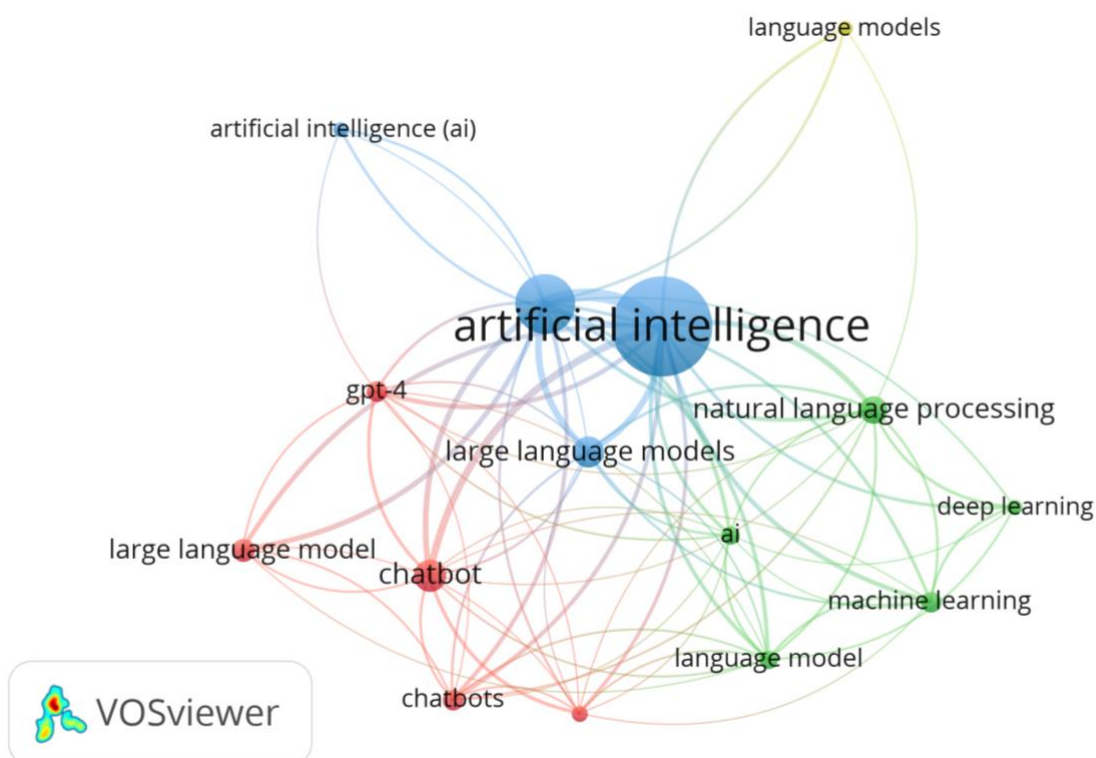 language models
artificial intelligence (ai)
artificial intelligence
gpt-4
natural language processing
large language models
deep learning
ai
large language model
chatbot
machine learning
language model
chatbots
VOSviewer